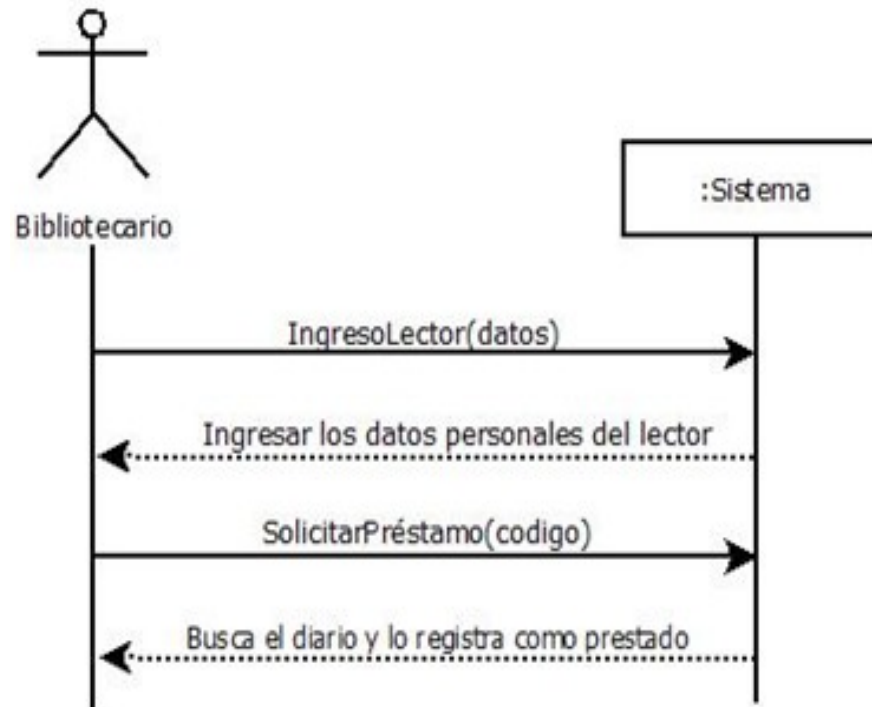 :Sistema
Bibliotecario
IngresoLector(datos)
Ingresar los datos personales del lector
SolicitarPréstamo(codigo)
Busca el diario y lo registra como prestado